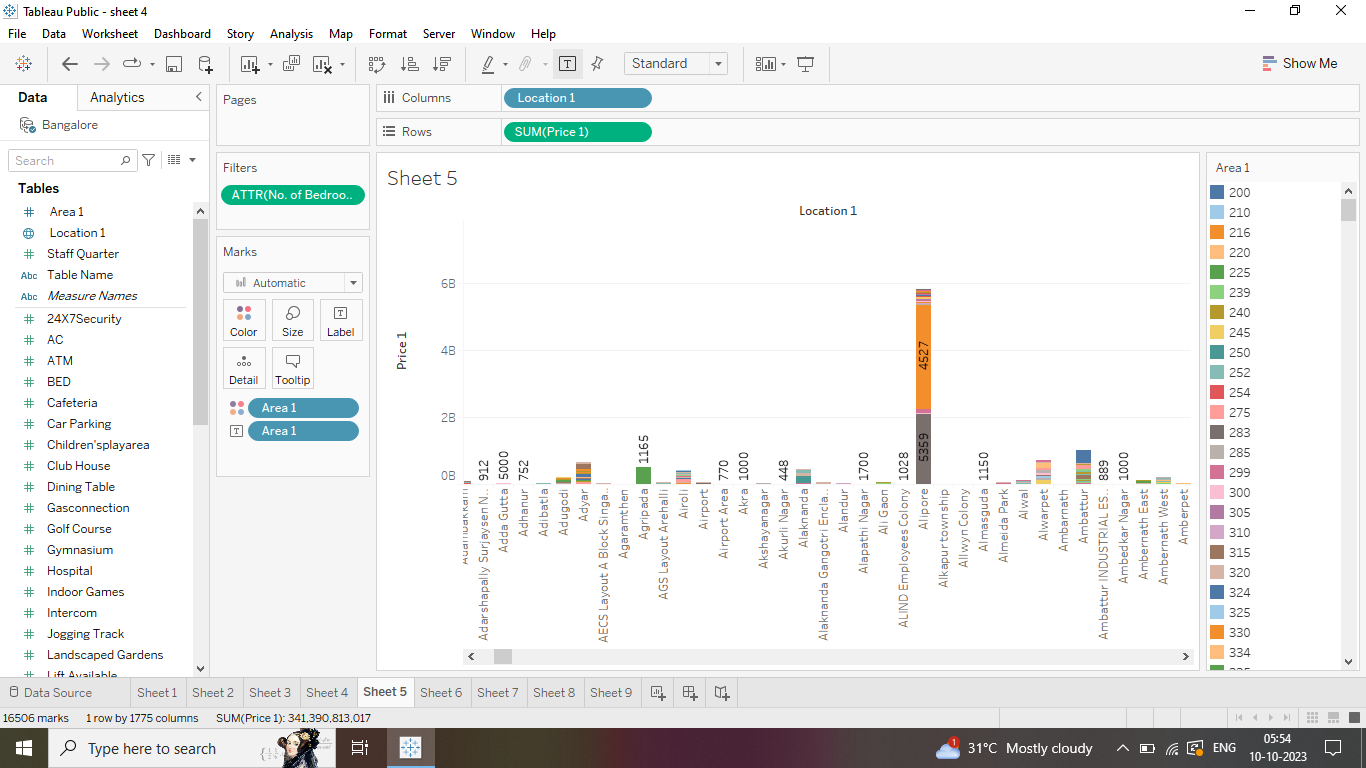 Tableau Public - sheet 4
File Data Worksheet Dashboard Story Analysis Map Format Server Window Help
Standard
Show Me
Data Analytics
Bangalore
Search
Tables
Area 1
Location 1
Staff Quarter
Abc Table Name
Abc Measure Names
24X7Security
AC
ATM
BED
Cafeteria
Car Parking
Children'splayarea
Club House
Dining Table
Gasconnection
Golf Course
Gymnasium
Hospital
Indoor Games
Intercom
Jogging Track
Landscaped Gardens
Lift Available
Pages
Filters
ATTR(No. of Bedroo..
Marks
Automatic
Color Size Label
Detail Tooltip
Area 1
Area 1
Columns Location 1
Rows SUM(Price 1)
Sheet 5
Location 1
Price 1
6B
4B
2B
0B
912
5000
752
1165
770
1000
448
1700
1028
4527
5359
1150
889
1000
Adarshapally Surjaysen N..
Adda Gutta
Adhanur
Adibatla
Adugodi
Adyar
AECS Layout A Block Singa..
Agaramthen
Agripada
AGS Layout Arehalli
Airoli
Airport
Airport Area
Akra
Akshayanagar
Akurli Nagar
Alaknanda
Alaknanda Gangotri Encla..
Alandur
Alapathi Nagar
Ali Gaon
ALIND Employees Colony
Alipore
Alkapur township
Allwyn Colony
Almasguda
Almeida Park
Alwal
Alwarpet
Ambarnath
Ambattur
Ambattur INDUSTRIAL ES..
Ambedkar Nagar
Ambernath East
Ambernath West
Amberpet
Area 1
200
210
216
220
225
239
240
245
250
252
254
275
283
285
299
300
305
310
315
320
324
325
330
334
Data Source Sheet 1 Sheet 2 Sheet 3 Sheet 4 Sheet 5 Sheet 6 Sheet 7 Sheet 8 Sheet 9
16506 marks 1 row by 1775 columns SUM(Price 1): 341,390,813,017
Type here to search
1
31°C Mostly cloudy
ENG
05:54
10-10-2023